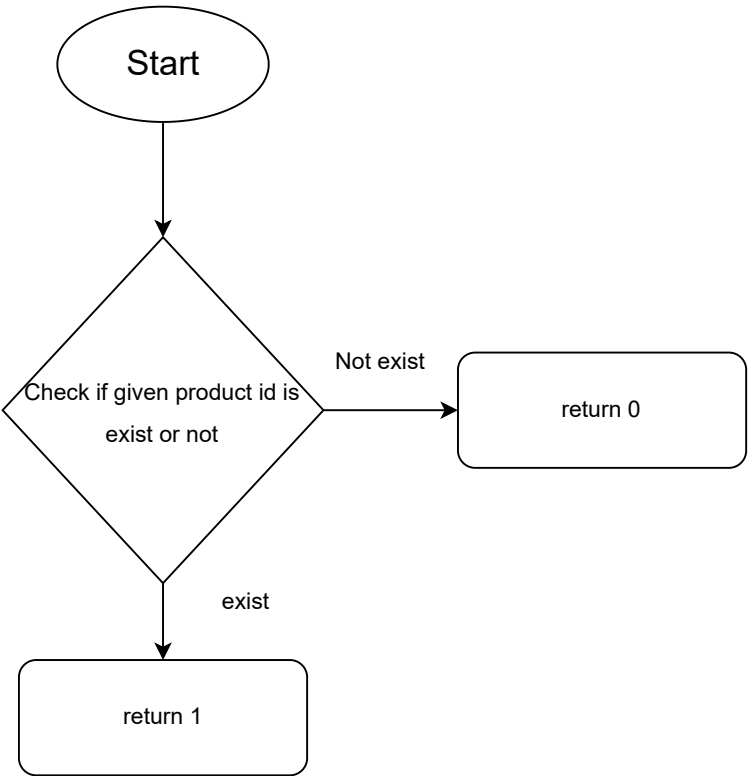 Start
Not exist
Check if given product id is
exist or not
return 0
exist
return 1